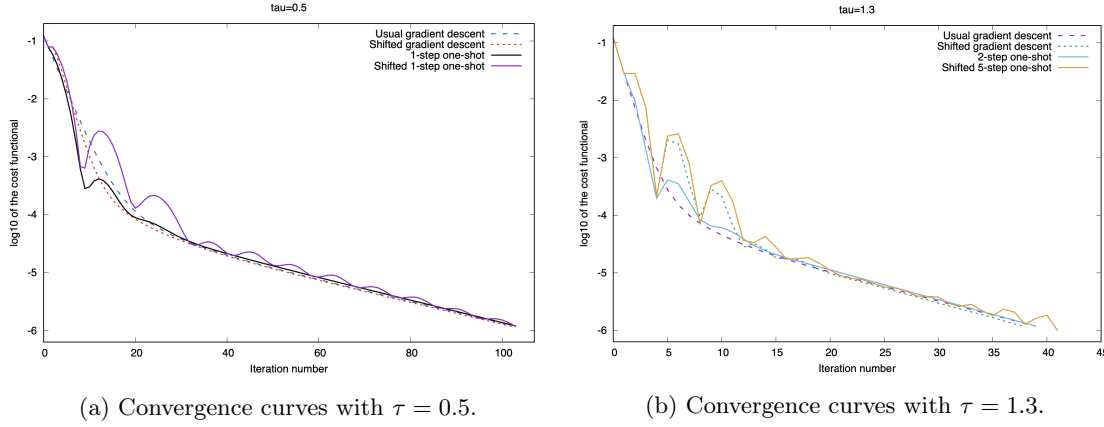 tau=0.5
Usual gradient descent
Shifted gradient descent
1-step one-shot
Shifted 1-step one-shot
-1
-2
-3
-4
-5
-6
log10 of the cost functional
0 20 40 60 80 100
Iteration number
(a) Convergence curves with τ = 0.5.
tau=1.3
Usual gradient descent
Shifted gradient descent
2-step one-shot
Shifted 5-step one-shot
-1
-2
-3
-4
-5
-6
log10 of the cost functional
0 5 10 15 20 25 30 35 40 45
Iteration number
(b) Convergence curves with τ = 1.3.